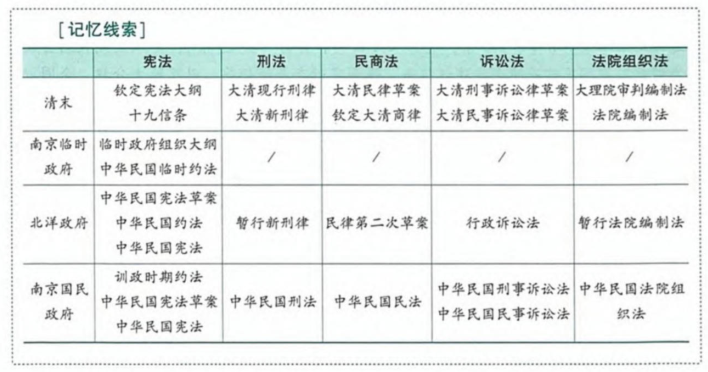 [记忆线索]
宪法 刑法 民商法 诉讼法 法院组织法
清末
钦定宪法大纲
十九信条
大清现行刑律
大清新刑律
大清民律草案
钦定大清商律
大清刑事诉讼律草案
大清民事诉讼律草案
大理院审判编制法
法院编制法
南京临时
政府
临时政府组织大纲
中华民国临时约法
/ / / /
北洋政府
中华民国宪法草案
中华民国约法
中华民国宪法
暂行新刑律
民律第二次草案
行政诉讼法
暂行法院编制法
南京国民
政府
训政时期约法
中华民国宪法草案
中华民国宪法
中华民国刑法
中华民国民法
中华民国刑事诉讼法
中华民国民事诉讼法
中华民国法院组
织法